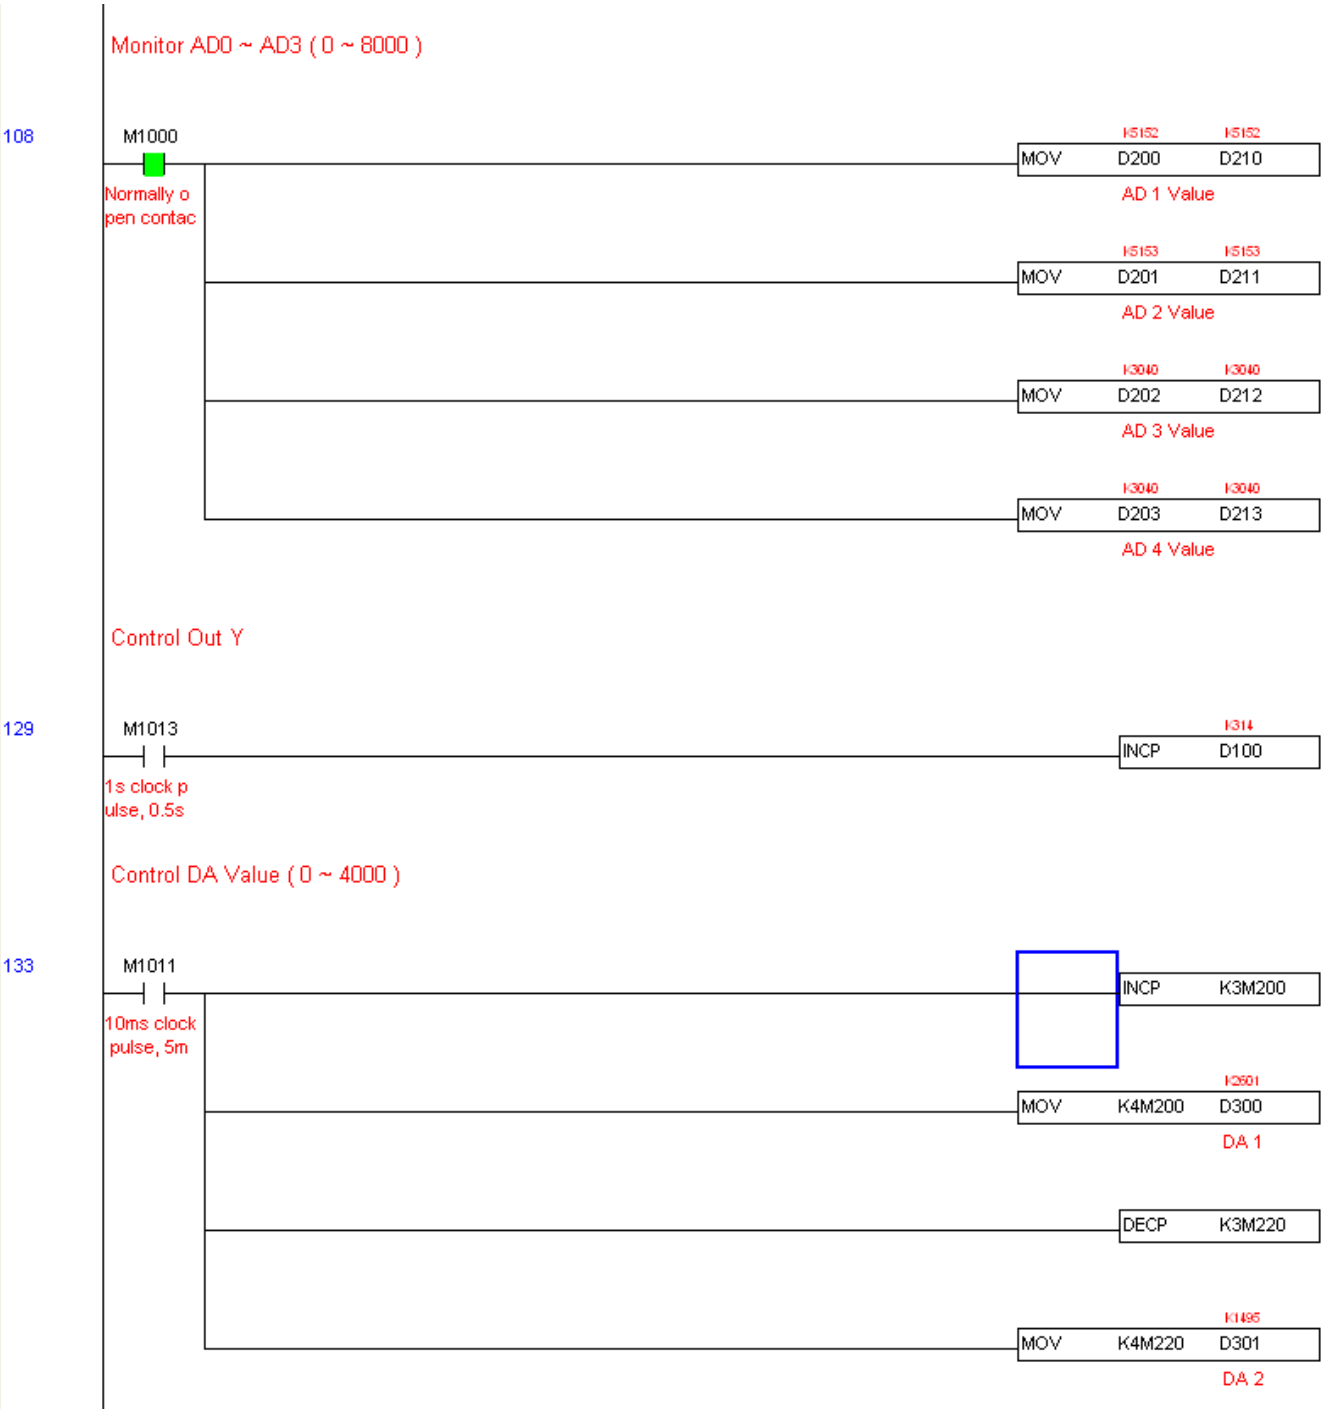 Monitor AD0 ~ AD3 ( 0 ~ 8000 )
108
M1000
K5152 K5152
MOV D200 D210
Normally o
pen contac
AD 1 Value
K5153 K5153
MOV D201 D211
AD 2 Value
K3040 K3040
MOV D202 D212
AD 3 Value
K3040 K3040
MOV D203 D213
AD 4 Value
Control Out Y
129
M1013
K314
INCP D100
1s clock p
ulse, 0.5s
Control DA Value ( 0 ~ 4000 )
133
M1011
INCP K3M200
10ms clock
pulse, 5m
K2601
MOV K4M200 D300
DA 1
DECP K3M220
K1495
MOV K4M220 D301
DA 2